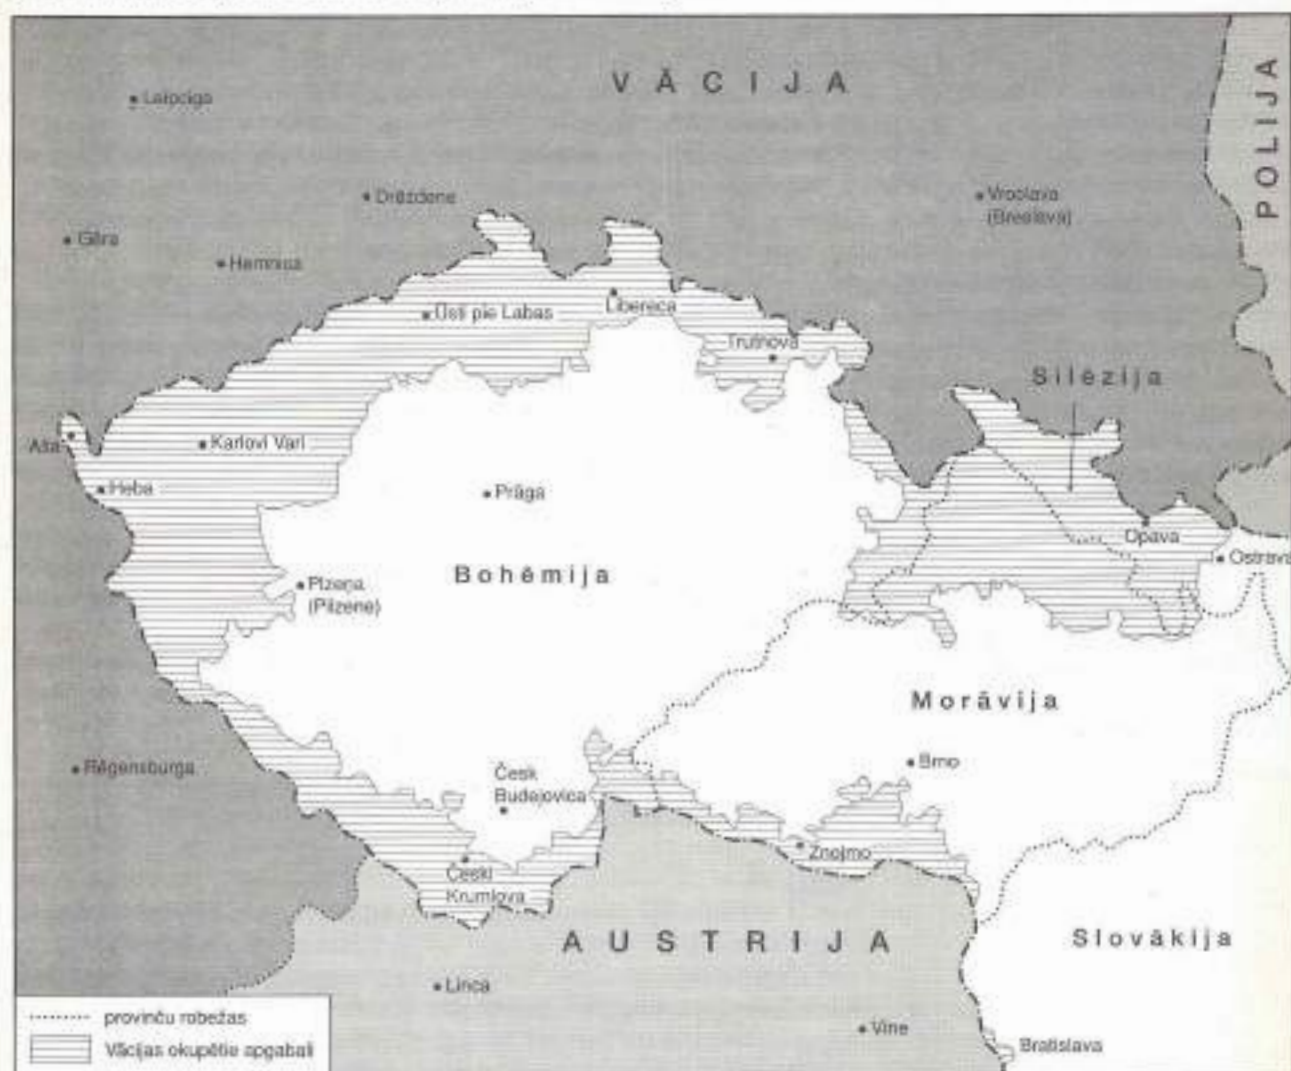 VĀCIJA
POLIJA
Leipciga
Drēzdene
Vroclava
(Breslava)
Gēra
Hemnica
Ūsti pie Labas
Libereca
Trutnova
Silēzija
Aša
Karlovi Vari
Heba
Prāga
Opava
Ostrava
Bohēmija
Plzeņa
(Pilzene)
Morāvija
Rēgensburga
Česk
Budejovica
Brno
Znojmo
Česki
Krumlova
AUSTRIJA
Slovākija
Linca
Vīne
Bratislava
provinču robežas
Vācijas okupētie apgabali